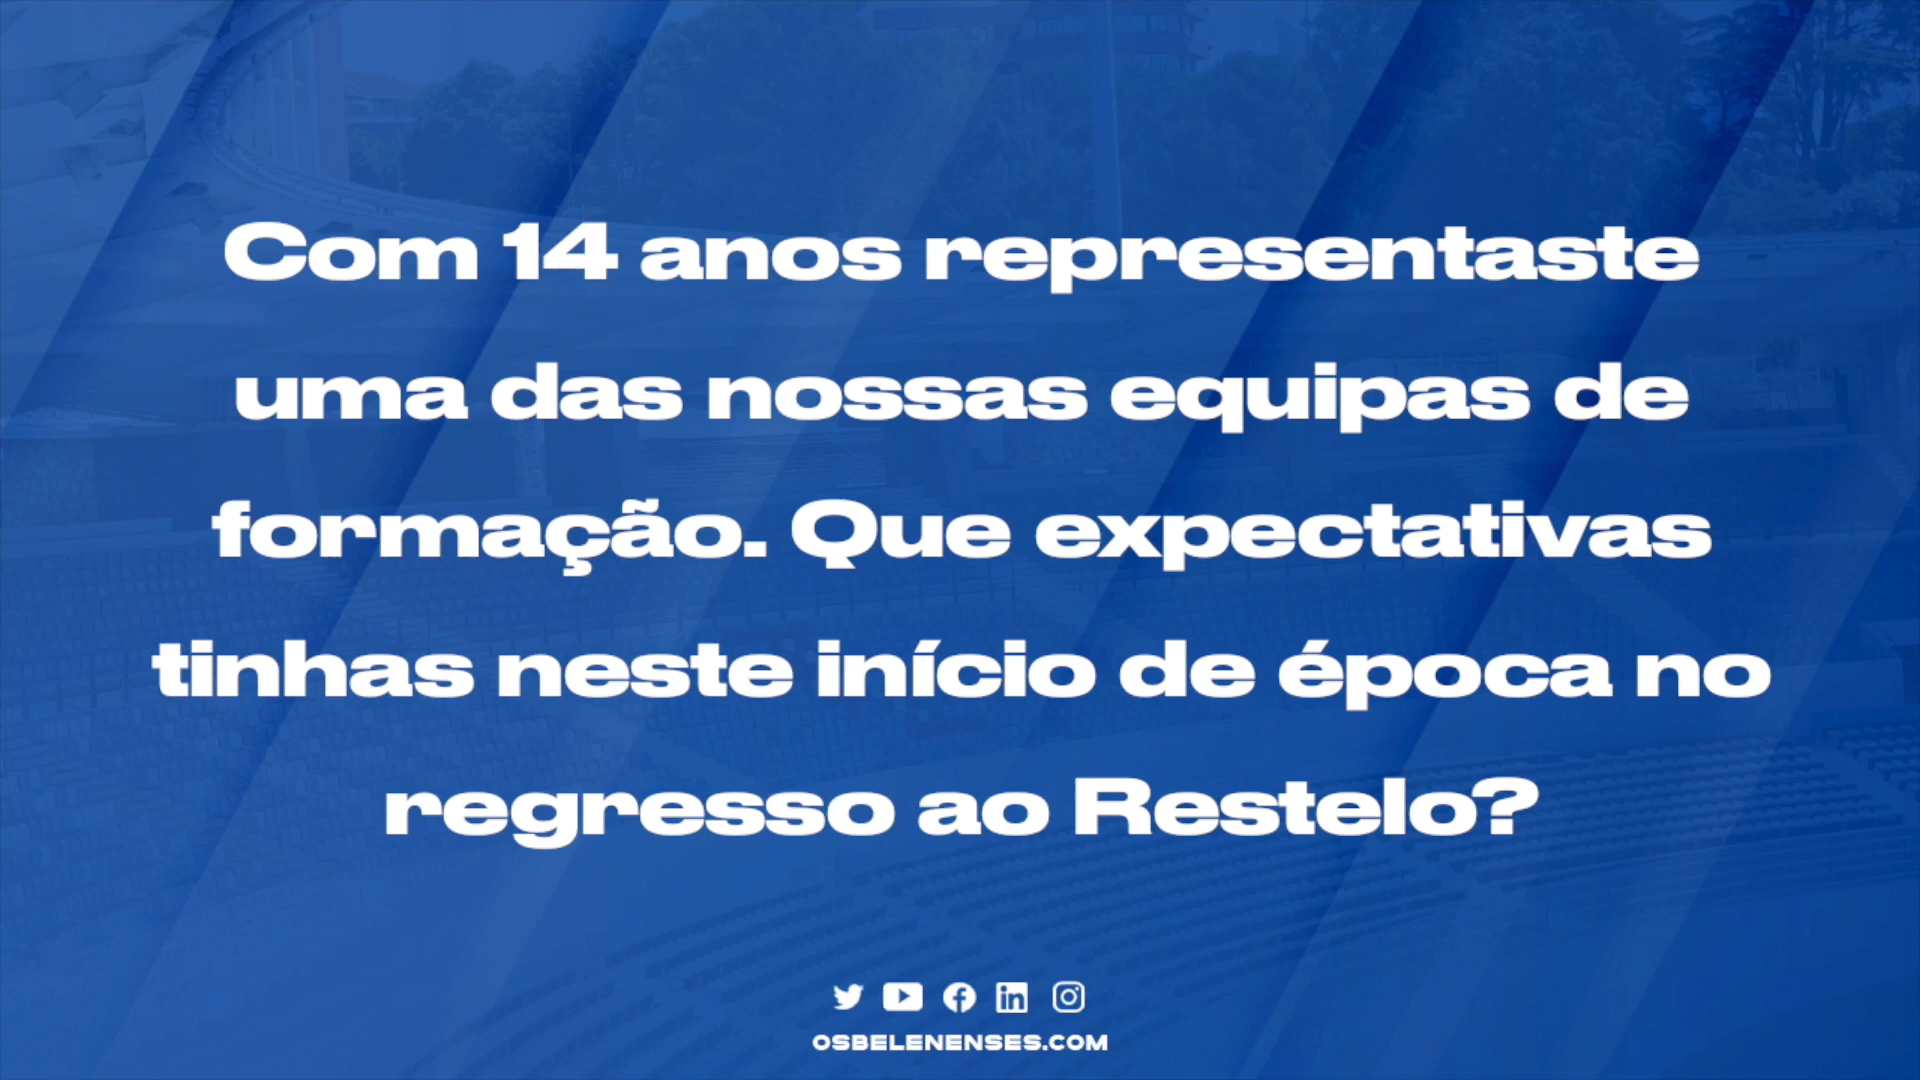 Com 14 anos representaste
uma das nossas equipas de
formação. Que expectativas
tinhas neste início de época no
regresso ao Restelo?
OSBELENENSES.COM